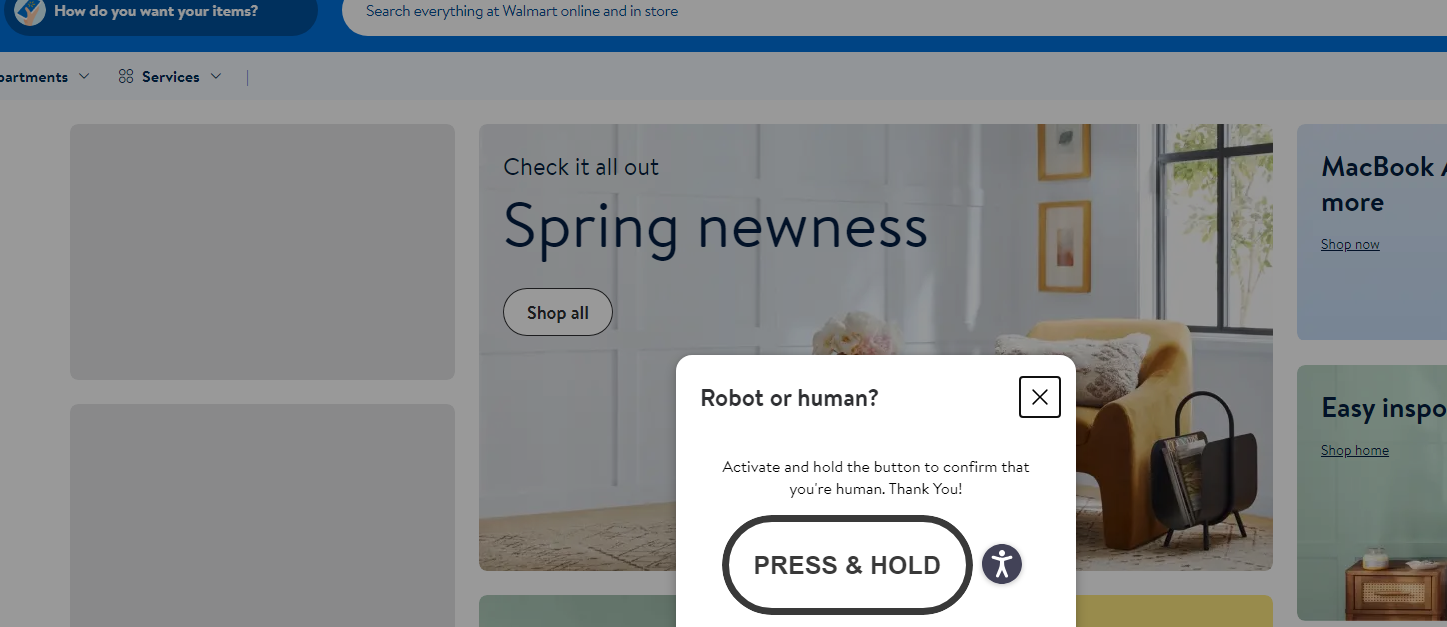 How do you want your items?
Search everything at Walmart online and in store
Services
Check it all out
Spring newness
Shop all
MacBook
more
Shop now
Easy inspo
Shop home
Robot or human?
Activate and hold the button to confirm that
you're human. Thank You!
PRESS & HOLD